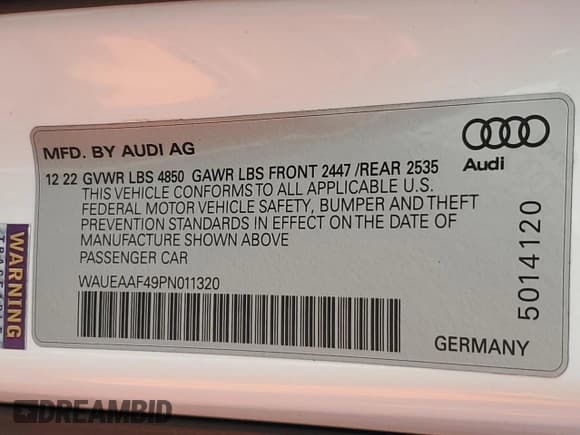 MFD. BY AUDI AG
12 22 GVWR LBS 4850 GAWR LBS FRONT 2447 /REAR 2535
THIS VEHICLE CONFORMS TO ALL APPLICABLE U.S.
FEDERAL MOTOR VEHICLE SAFETY, BUMPER AND THEFT
PREVENTION STANDARDS IN EFFECT ON THE DATE OF
MANUFACTURE SHOWN ABOVE
PASSENGER CAR
WAUEAAF49PN011320
Audi
5014120
GERMANY
WARNING
DREAMBID